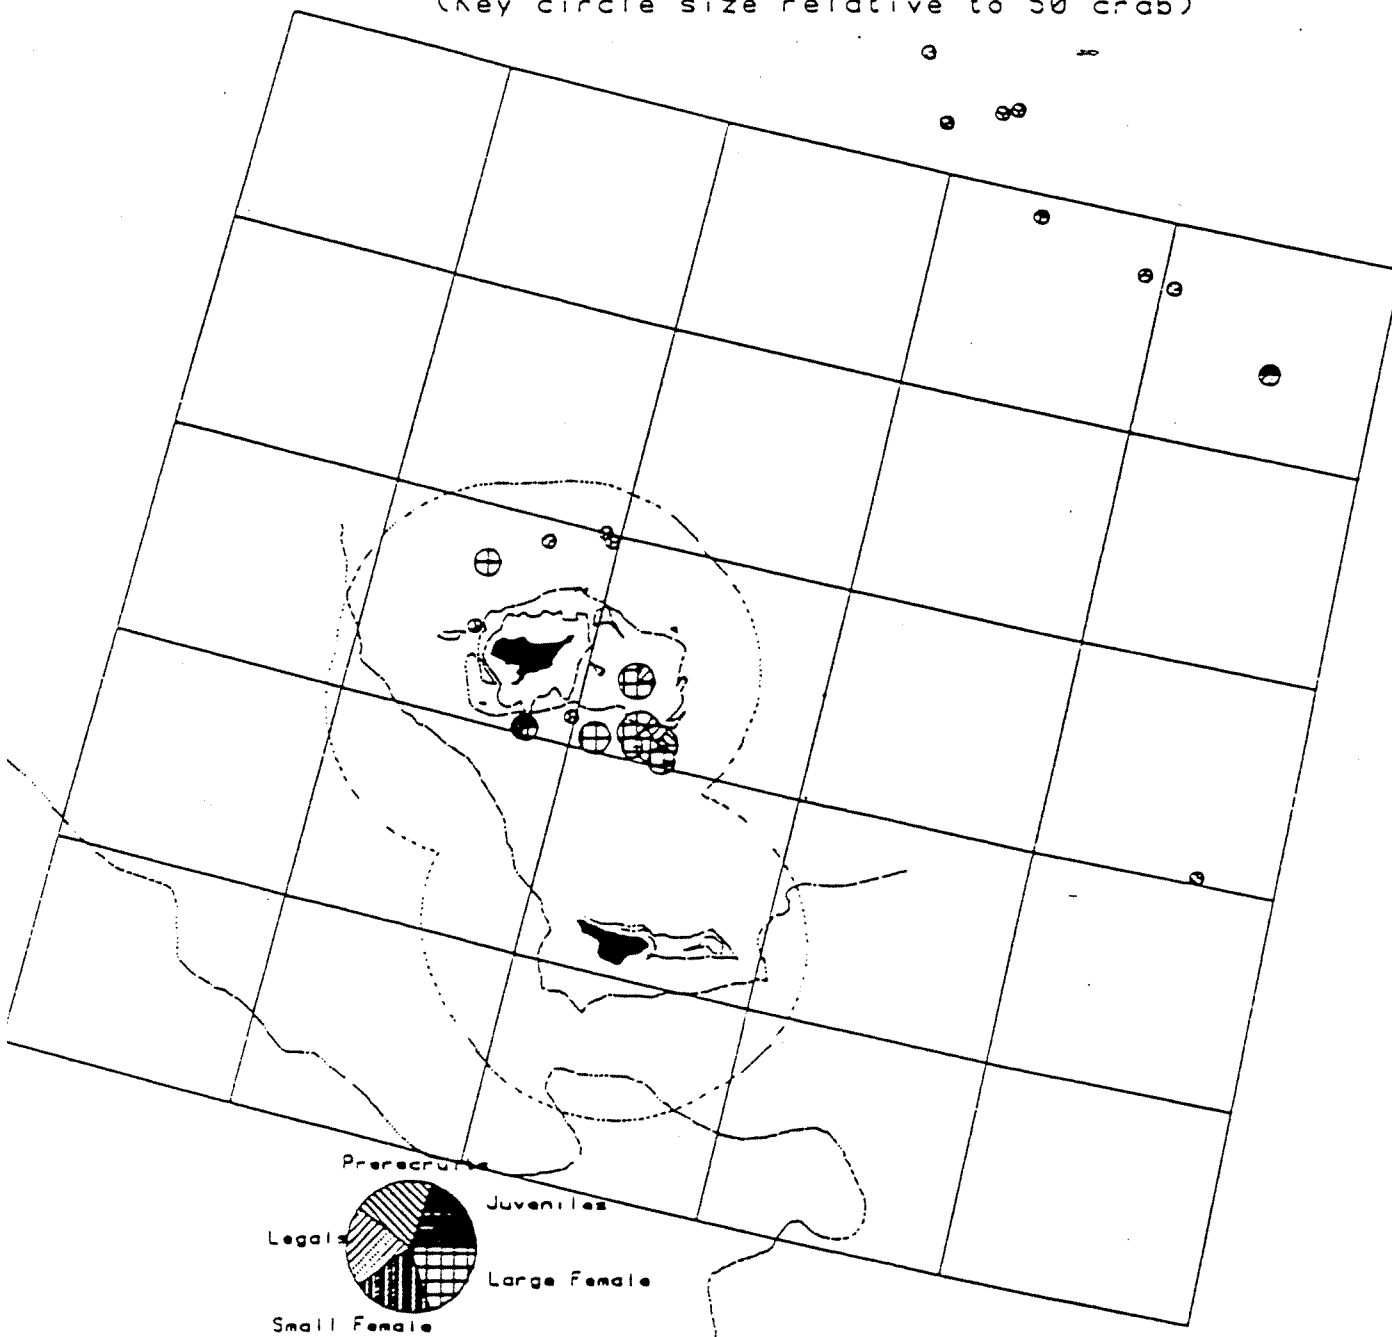 (Key circle size relative to 50 crab)
Prerecruits
Juveniles
Legals
Large Female
Small Female